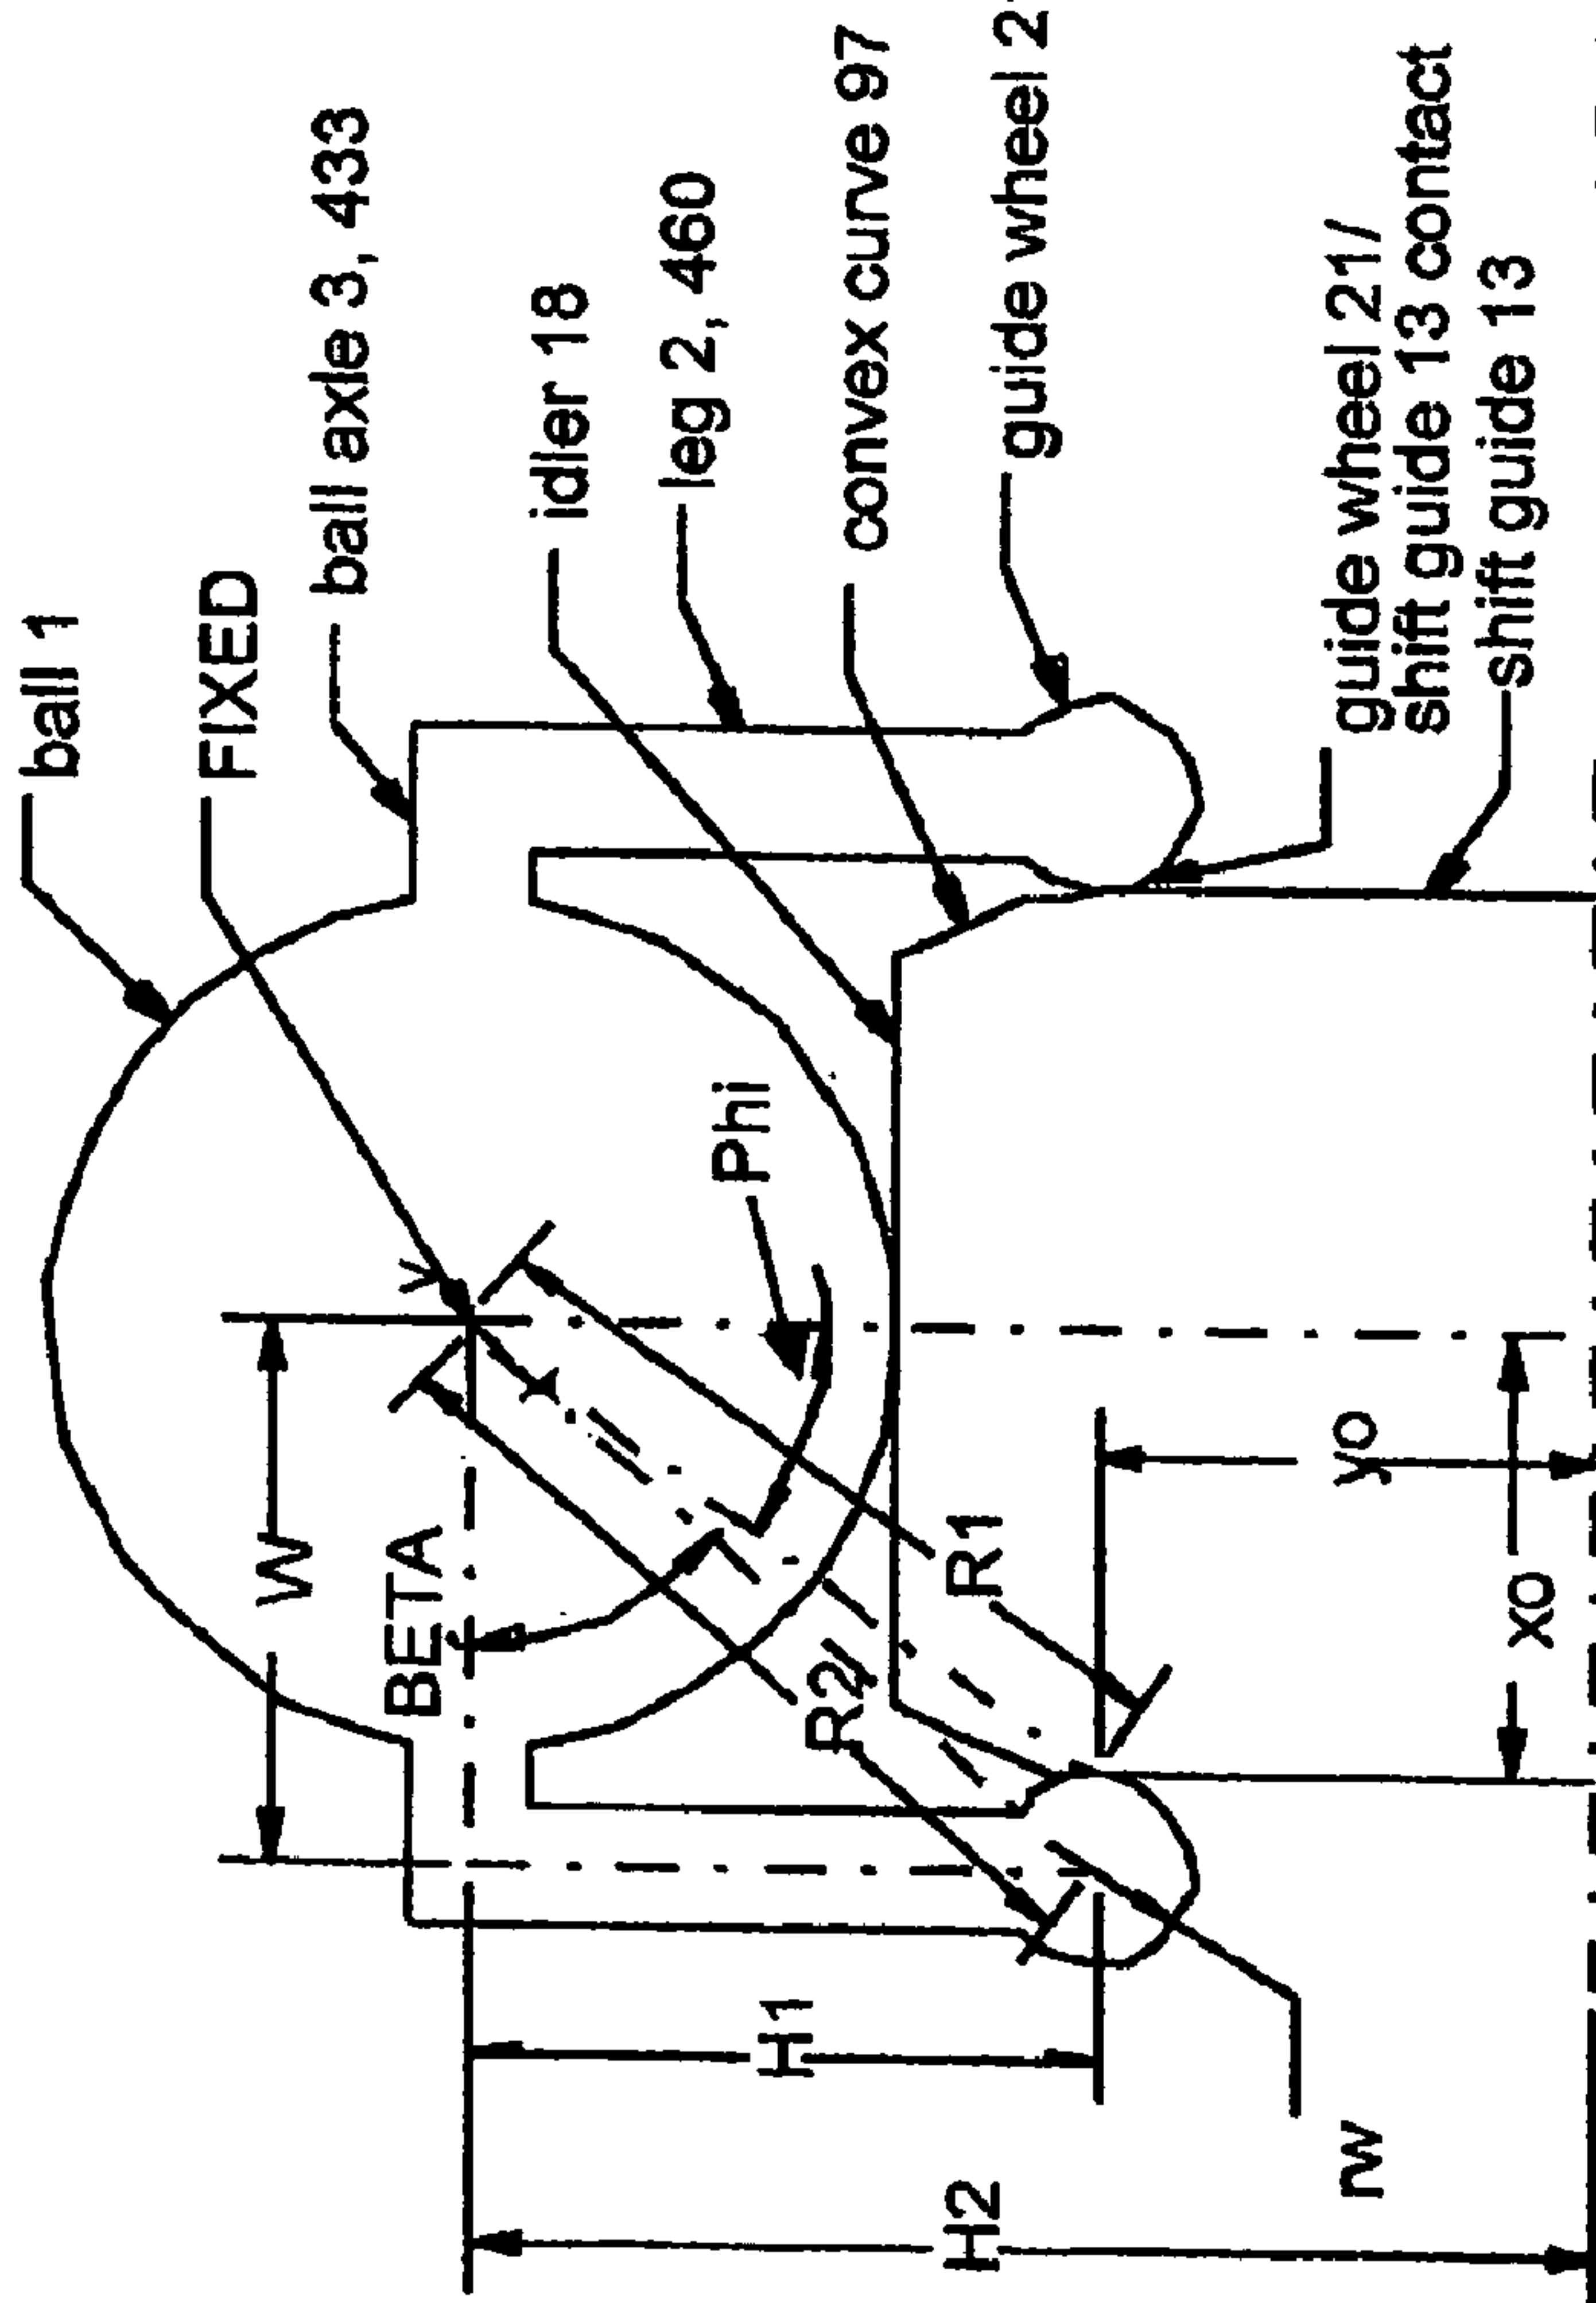 ball 1
FIXED
ball axle 3, 433
idler 18
leg 2, 460
convex curve 97
guide wheel
guide wheel 21/
shift guide 13 contact
shift guide 13
W
BETA
Phi
R2
R1
yo
xo
H1
H2
rw